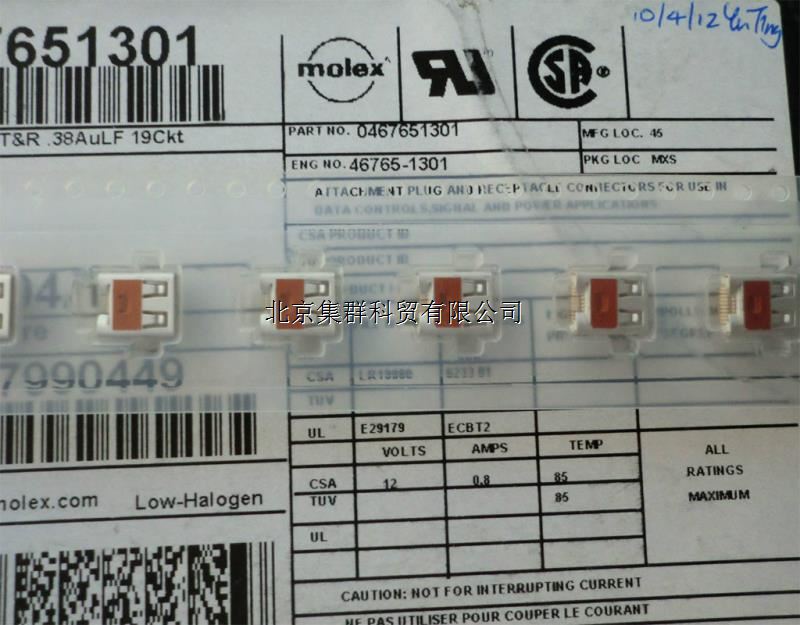 10/4/12 Yu Ting
7651301
molex
T&R .38AuLF 19Ckt
PART NO. 0467651301
MFG LOC. 45
ENG NO. 46765-1301
PKG LOC MXS
ATTACHMENT PLUG AND RECEPTACLE CONNECTORS FOR USE IN
DATA CONTROLS, SIGNAL AND POWER APPLICATIONS
CSA PRODUCT ID
北京集群科贸有限公司
7990449
CSA
TUV
UL E29179 ECBT2
VOLTS AMPS TEMP
ALL
RATINGS
MAXIMUM
CSA 12 0.8 85
TUV 85
UL
molex.com Low-Halogen
CAUTION: NOT FOR INTERRUPTING CURRENT
NE PAS UTILISER POUR COUPER LE COURANT